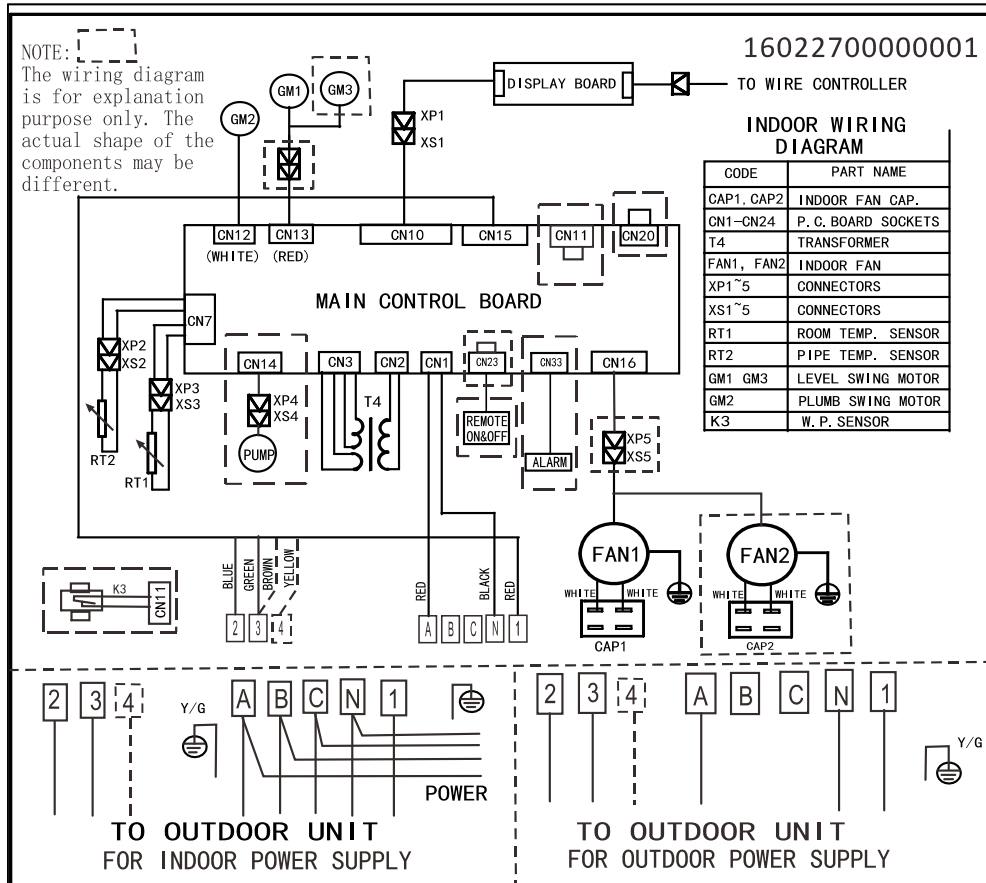 NOTE:
The wiring diagram
is for explanation
purpose only. The
actual shape of the
components may be
different.
16022700000001
GM1
GM3
GM2
XP1
XS1
DISPLAY BOARD
TO WIRE CONTROLLER
INDOOR WIRING
DIAGRAM
CODE PART NAME
CAP1, CAP2 INDOOR FAN CAP.
CN1-CN24 P.C.BOARD SOCKETS
T4 TRANSFORMER
FAN1, FAN2 INDOOR FAN
XP1~5 CONNECTORS
XS1~5 CONNECTORS
RT1 ROOM TEMP. SENSOR
RT2 PIPE TEMP. SENSOR
GM1 GM3 LEVEL SWING MOTOR
GM2 PLUMB SWING MOTOR
K3 W.P.SENSOR
CN12 CN13 CN10 CN15 CN11 CN20
(WHITE) (RED)
MAIN CONTROL BOARD
CN7
CN14 CN3 CN2 CN1 CN23 CN33 CN16
XP2
XS2
XP3
XS3
RT2
RT1
XP4
XS4
PUMP
T4
REMOTE
ON&OFF
ALARM
XP5
XS5
FAN1
WHITE WHITE
CAP1
FAN2
WHITE WHITE
CAP2
K3
CN11
BLUE
GREEN
BROWN
YELLOW
2 3 4
RED
BLACK
RED
A B C N 1
2 3 4
Y/G
A B C N 1
POWER
TO OUTDOOR UNIT
FOR INDOOR POWER SUPPLY
2 3 4 A B C N 1
Y/G
TO OUTDOOR UNIT
FOR OUTDOOR POWER SUPPLY